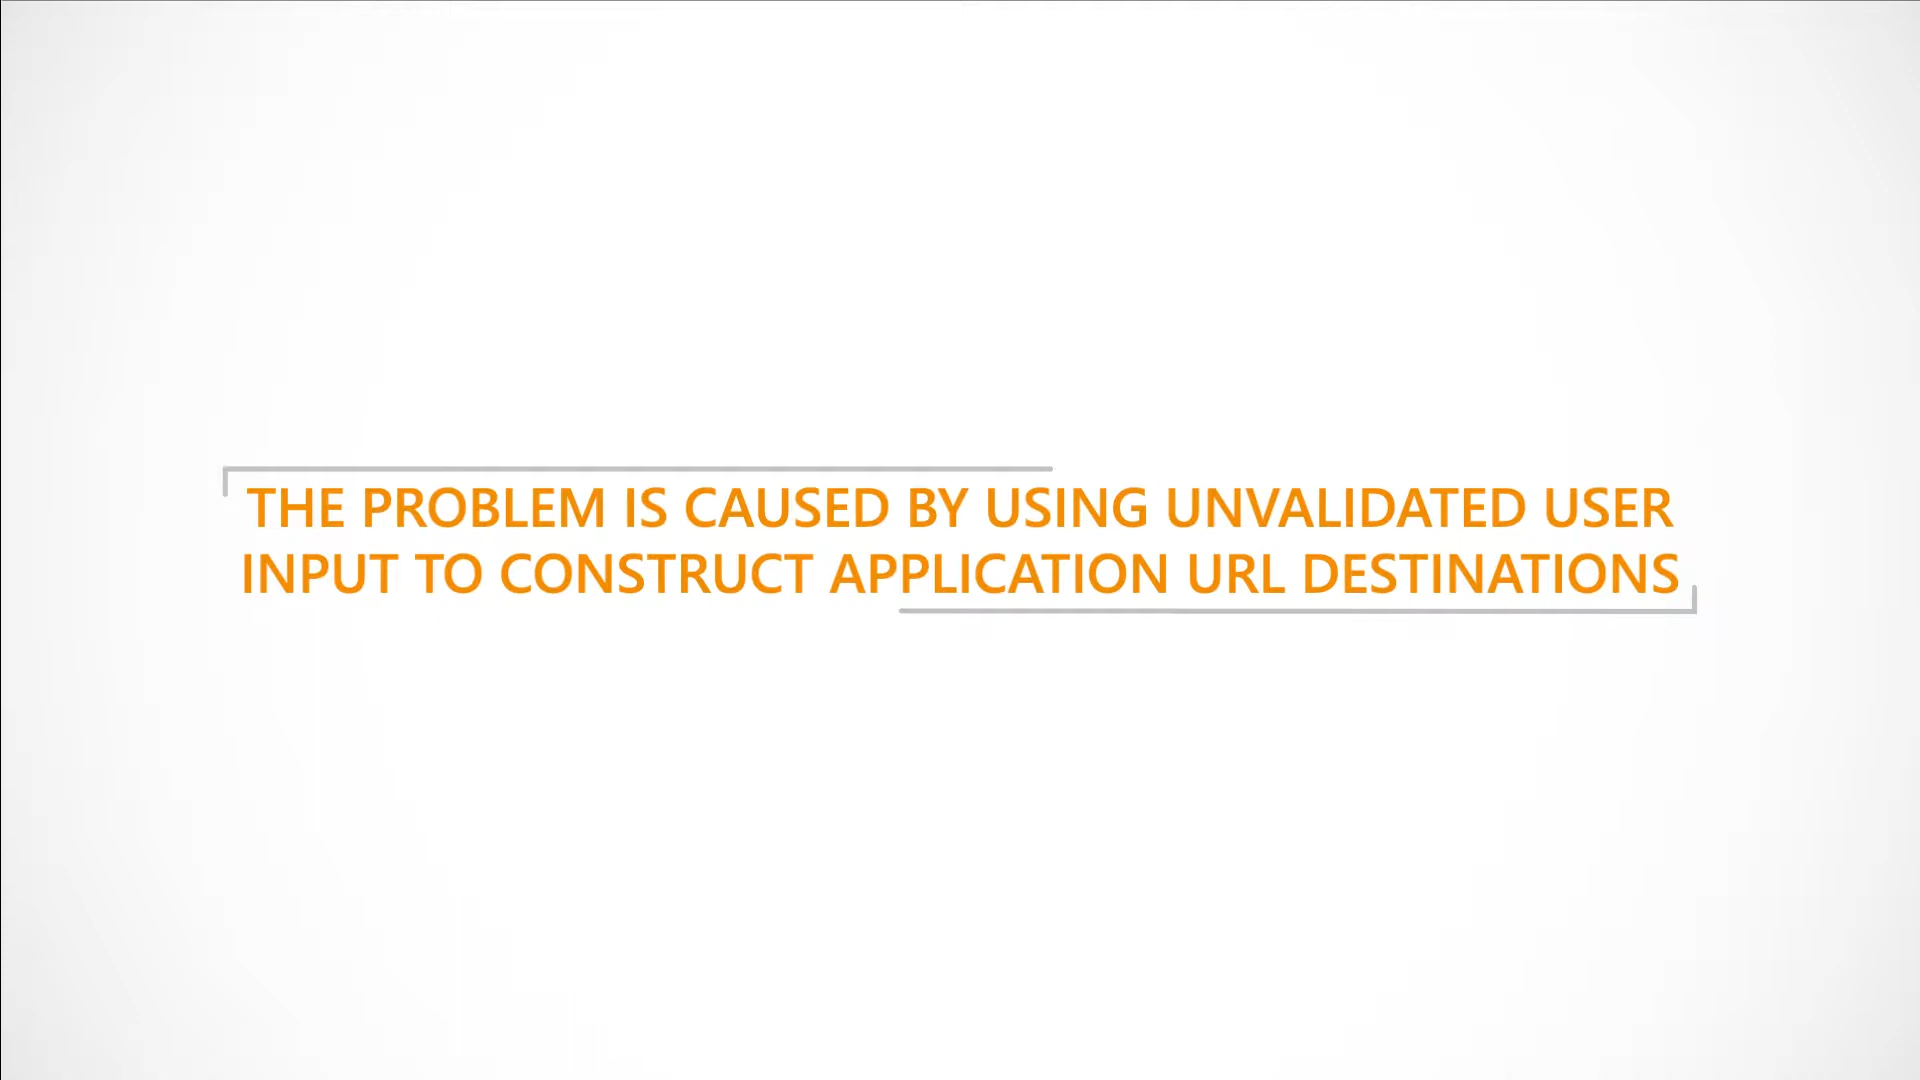 THE PROBLEM IS CAUSED BY USING UNVALIDATED USER
INPUT TO CONSTRUCT APPLICATION URL DESTINATIONS